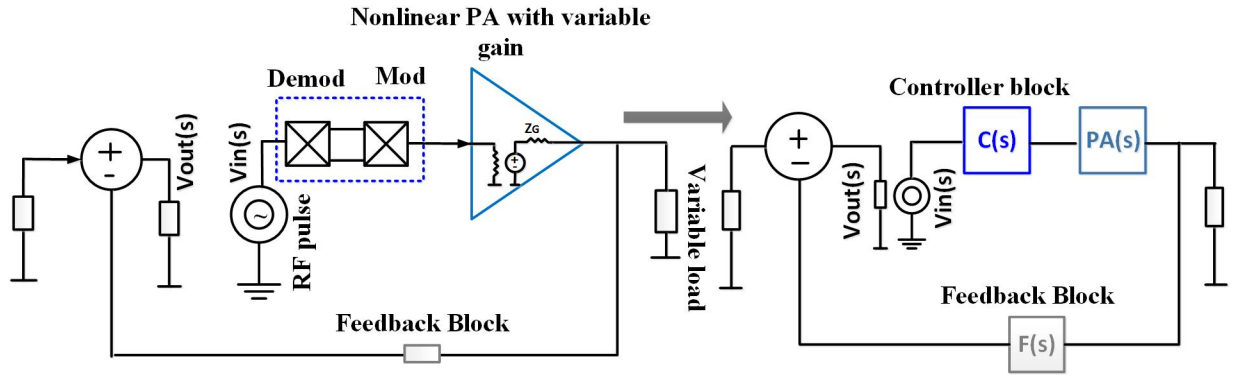 Nonlinear PA with variable
gain
Demod
Mod
Vout(s)
Vin(s)
+
-
~
RF pulse
ZG
+
-
Variable load
Feedback Block
Controller block
C(s)
PA(s)
+
-
Vout(s)
Vin(s)
Feedback Block
F(s)